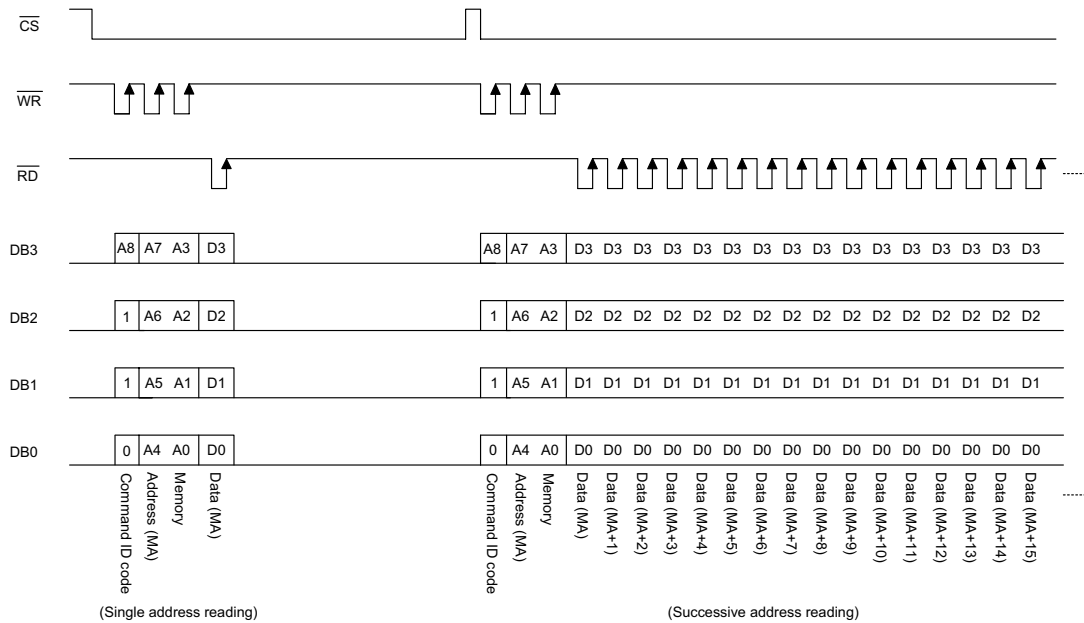 CS
WR
RD
DB3 A8 A7 A3 D3 A8 A7 A3 D3 D3 D3 D3 D3 D3 D3 D3 D3 D3 D3 D3 D3 D3 D3 D3
DB2 1 A6 A2 D2 1 A6 A2 D2 D2 D2 D2 D2 D2 D2 D2 D2 D2 D2 D2 D2 D2 D2 D2
DB1 1 A5 A1 D1 1 A5 A1 D1 D1 D1 D1 D1 D1 D1 D1 D1 D1 D1 D1 D1 D1 D1 D1
DB0 0 A4 A0 D0 0 A4 A0 D0 D0 D0 D0 D0 D0 D0 D0 D0 D0 D0 D0 D0 D0 D0 D0
Command ID code
Address (MA)
Memory
Data (MA)
Command ID code
Address (MA)
Memory
Data (MA)
Data (MA+1)
Data (MA+2)
Data (MA+3)
Data (MA+4)
Data (MA+5)
Data (MA+6)
Data (MA+7)
Data (MA+8)
Data (MA+9)
Data (MA+10)
Data (MA+11)
Data (MA+12)
Data (MA+13)
Data (MA+14)
Data (MA+15)
(Single address reading)
(Successive address reading)